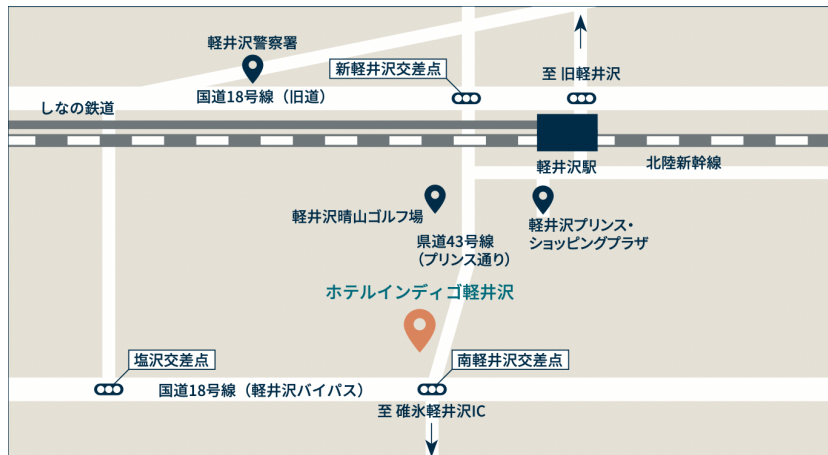 軽井沢警察署
新軽井沢交差点
至 旧軽井沢
国道18号線（旧道）
しなの鉄道
軽井沢駅
北陸新幹線
軽井沢晴山ゴルフ場
軽井沢プリンス・
ショッピングプラザ
県道43号線
（プリンス通り）
ホテルインディゴ軽井沢
塩沢交差点
南軽井沢交差点
国道18号線（軽井沢バイパス）
至 碓氷軽井沢IC